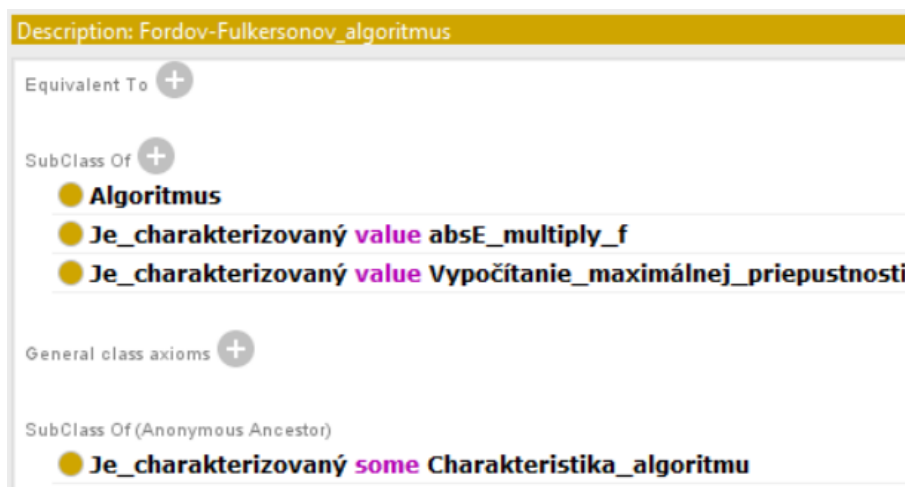 Description: Fordov-Fulkersonov_algoritmus
Equivalent To
SubClass Of
Algoritmus
Je_charakterizovaný value absE_multiply_f
Je_charakterizovaný value Vypočítanie_maximálnej_priepustnosti
General class axioms
SubClass Of (Anonymous Ancestor)
Je_charakterizovaný some Charakteristika_algoritmu